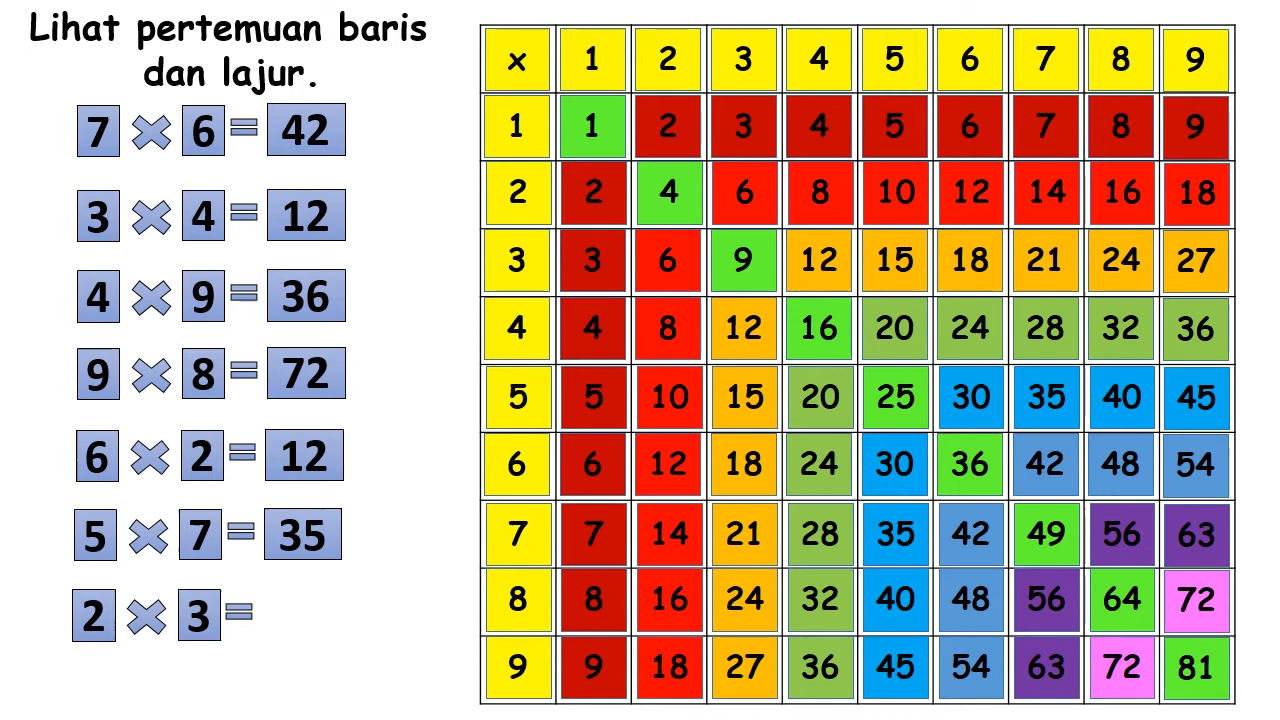 Lihat pertemuan baris
dan lajur.
7 × 6 = 42
3 × 4 = 12
4 × 9 = 36
9 × 8 = 72
6 × 2 = 12
5 × 7 = 35
2 × 3 =
x 1 2 3 4 5 6 7 8 9
1 1 2 3 4 5 6 7 8 9
2 2 4 6 8 10 12 14 16 18
3 3 6 9 12 15 18 21 24 27
4 4 8 12 16 20 24 28 32 36
5 5 10 15 20 25 30 35 40 45
6 6 12 18 24 30 36 42 48 54
7 7 14 21 28 35 42 49 56 63
8 8 16 24 32 40 48 56 64 72
9 9 18 27 36 45 54 63 72 81